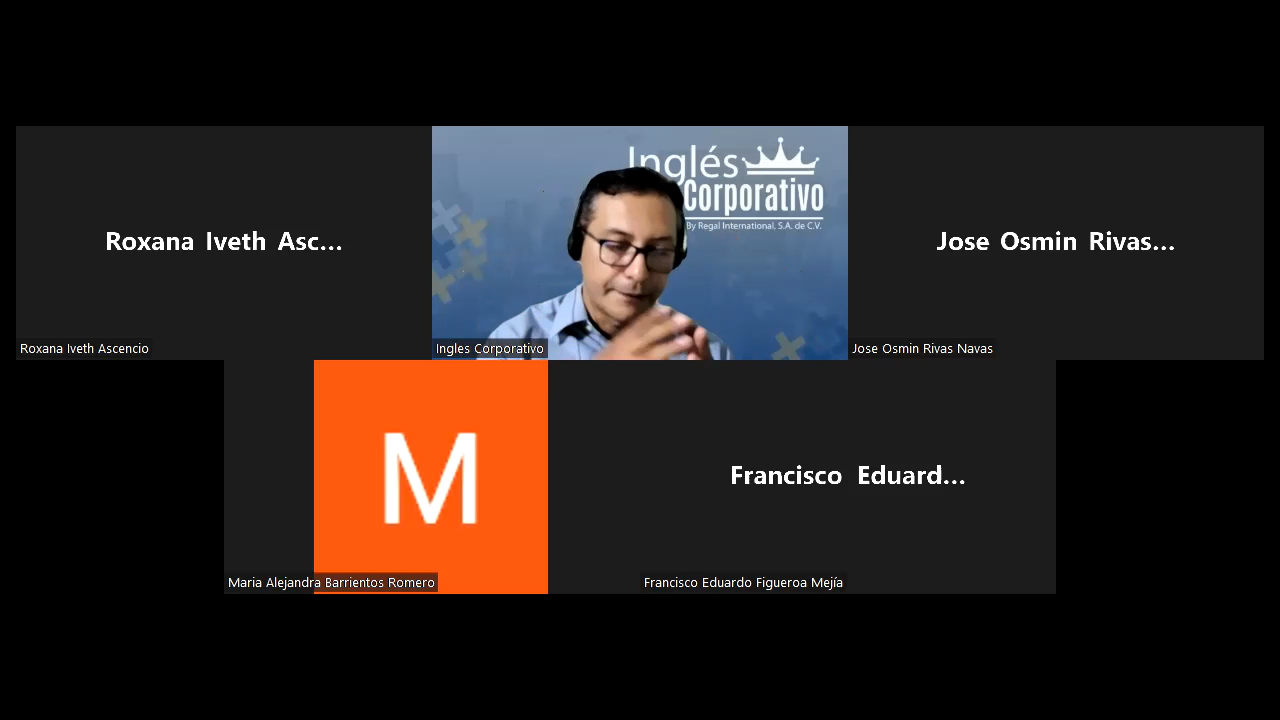 Roxana Iveth Asc...
Roxana Iveth Ascencio
Inglés
Corporativo
By Regal International, S.A. de C.V.
Ingles Corporativo
Jose Osmin Rivas...
Jose Osmin Rivas Navas
M
Maria Alejandra Barrientos Romero
Francisco Eduard...
Francisco Eduardo Figueroa Mejía